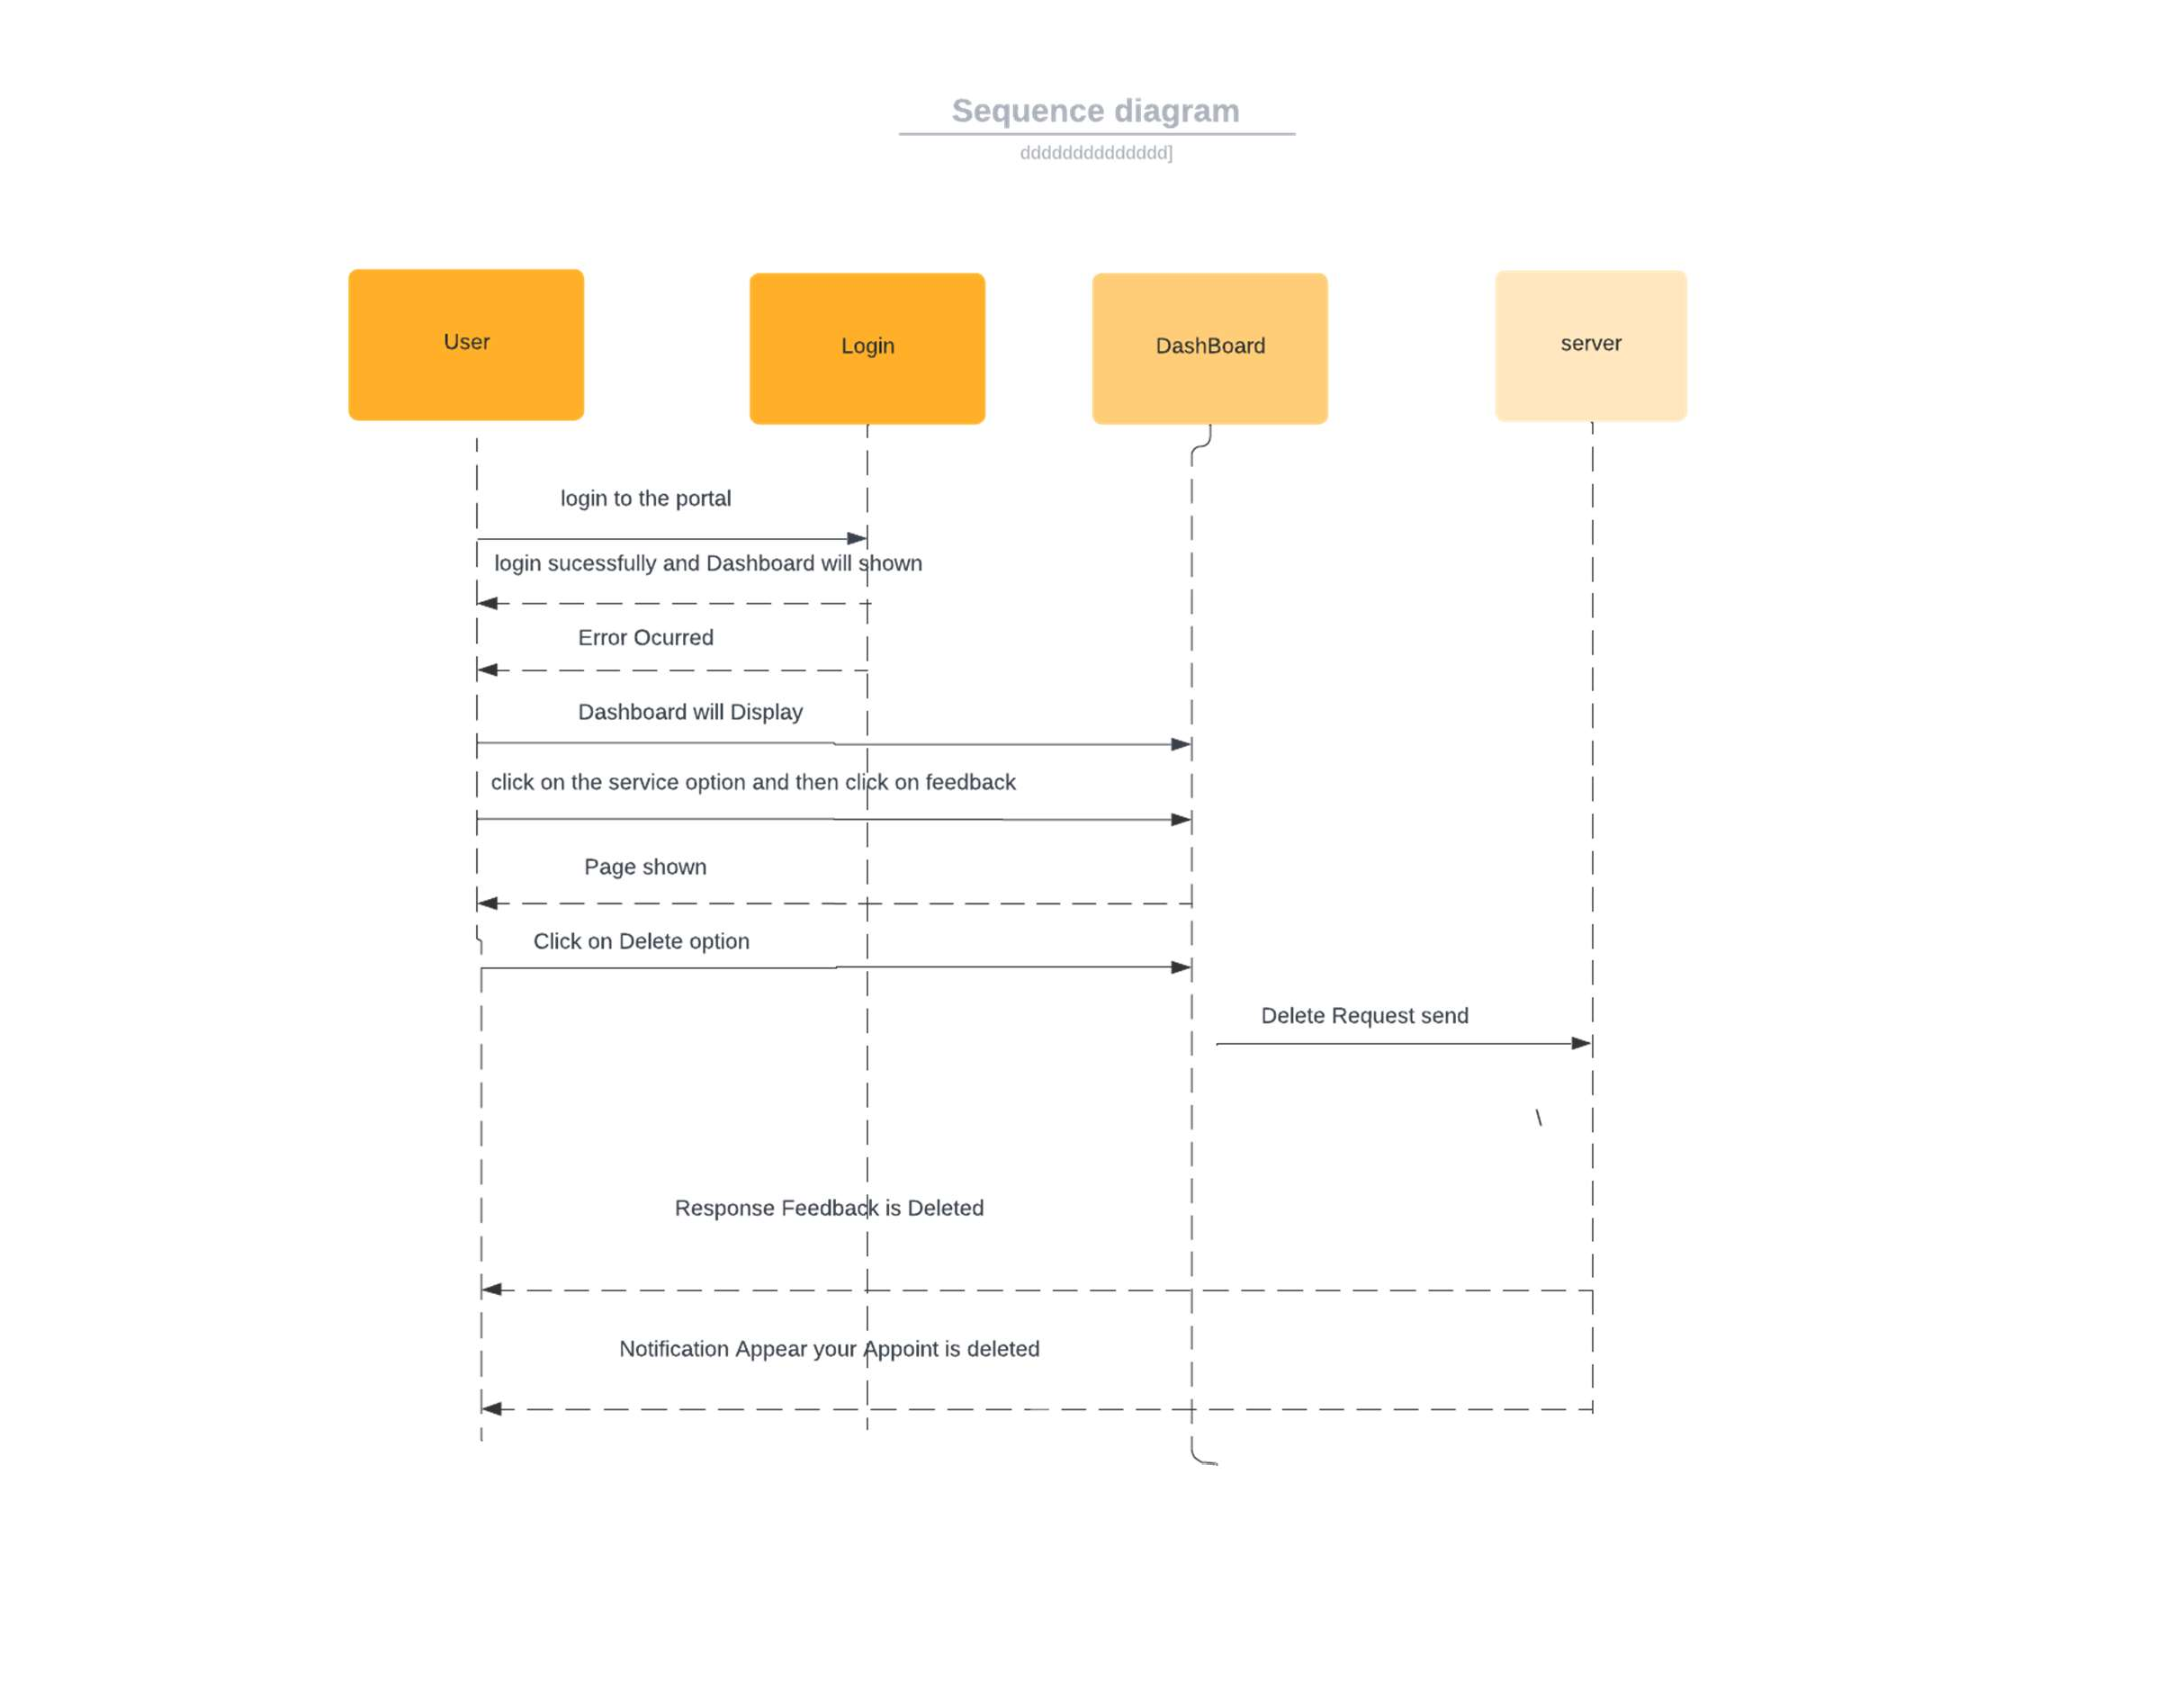 Sequence diagram
dddddddddddddd]
User
Login
DashBoard
server
login to the portal
login sucessfully and Dashboard will shown
Error Ocurred
Dashboard will Display
click on the service option and then click on feedback
Page shown
Click on Delete option
Delete Request send
\
Response Feedback is Deleted
Notification Appear your Appoint is deleted